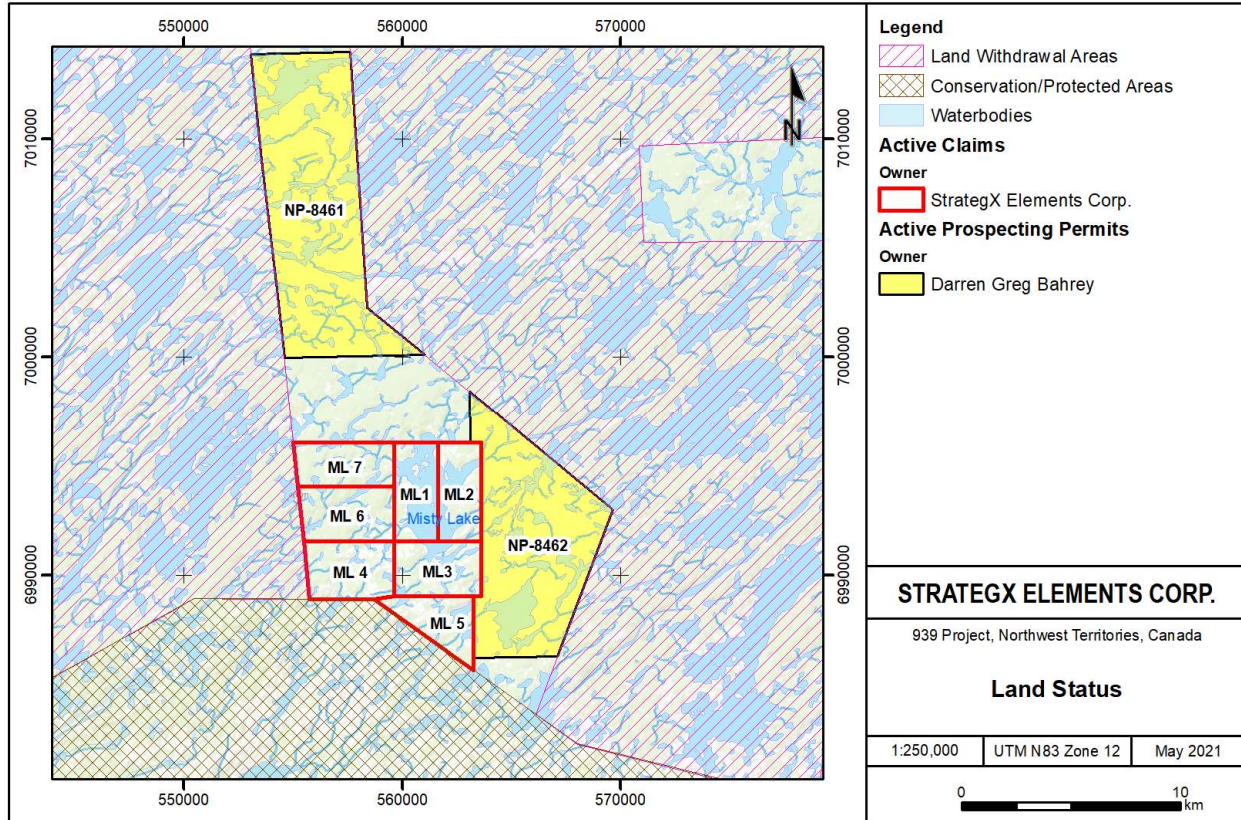 550000 560000 570000
7010000 7010000
7000000 7000000
6990000 6990000
550000 560000 570000
N
NP-8461
ML 7
ML1
ML2
ML 6
Misty Lake
NP-8462
ML 4
ML3
ML 5
Legend
Land Withdrawal Areas
Conservation/Protected Areas
Waterbodies
Active Claims
Owner
StrategX Elements Corp.
Active Prospecting Permits
Owner
Darren Greg Bahrey
STRATEGX ELEMENTS CORP.
939 Project, Northwest Territories, Canada
Land Status
1:250,000 UTM N83 Zone 12 May 2021
0 10
km